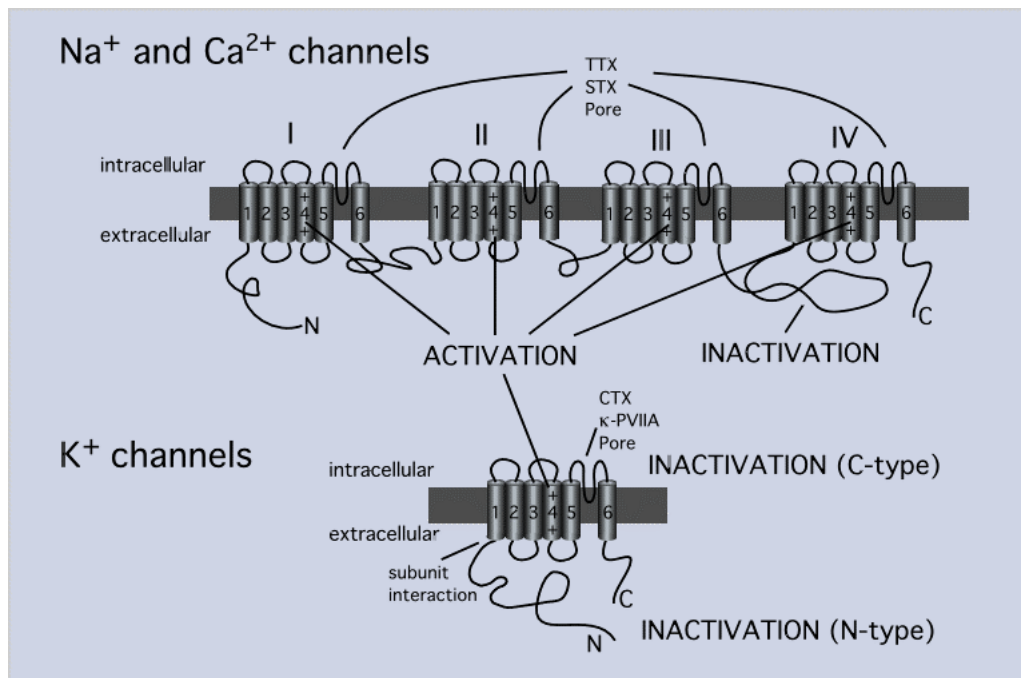 Na+ and Ca2+ channels
TTX
STX
Pore
I
II
III
IV
intracellular
extracellular
1 2 3 +4+ 5 6
1 2 3 +4+ 5 6
1 2 3 +4+ 5 6
1 2 3 +4+ 5 6
N
C
ACTIVATION
INACTIVATION
K+ channels
CTX
κ-PVIIA
Pore
INACTIVATION (C-type)
intracellular
extracellular
1 2 3 +4+ 5 6
subunit
interaction
C
N
INACTIVATION (N-type)